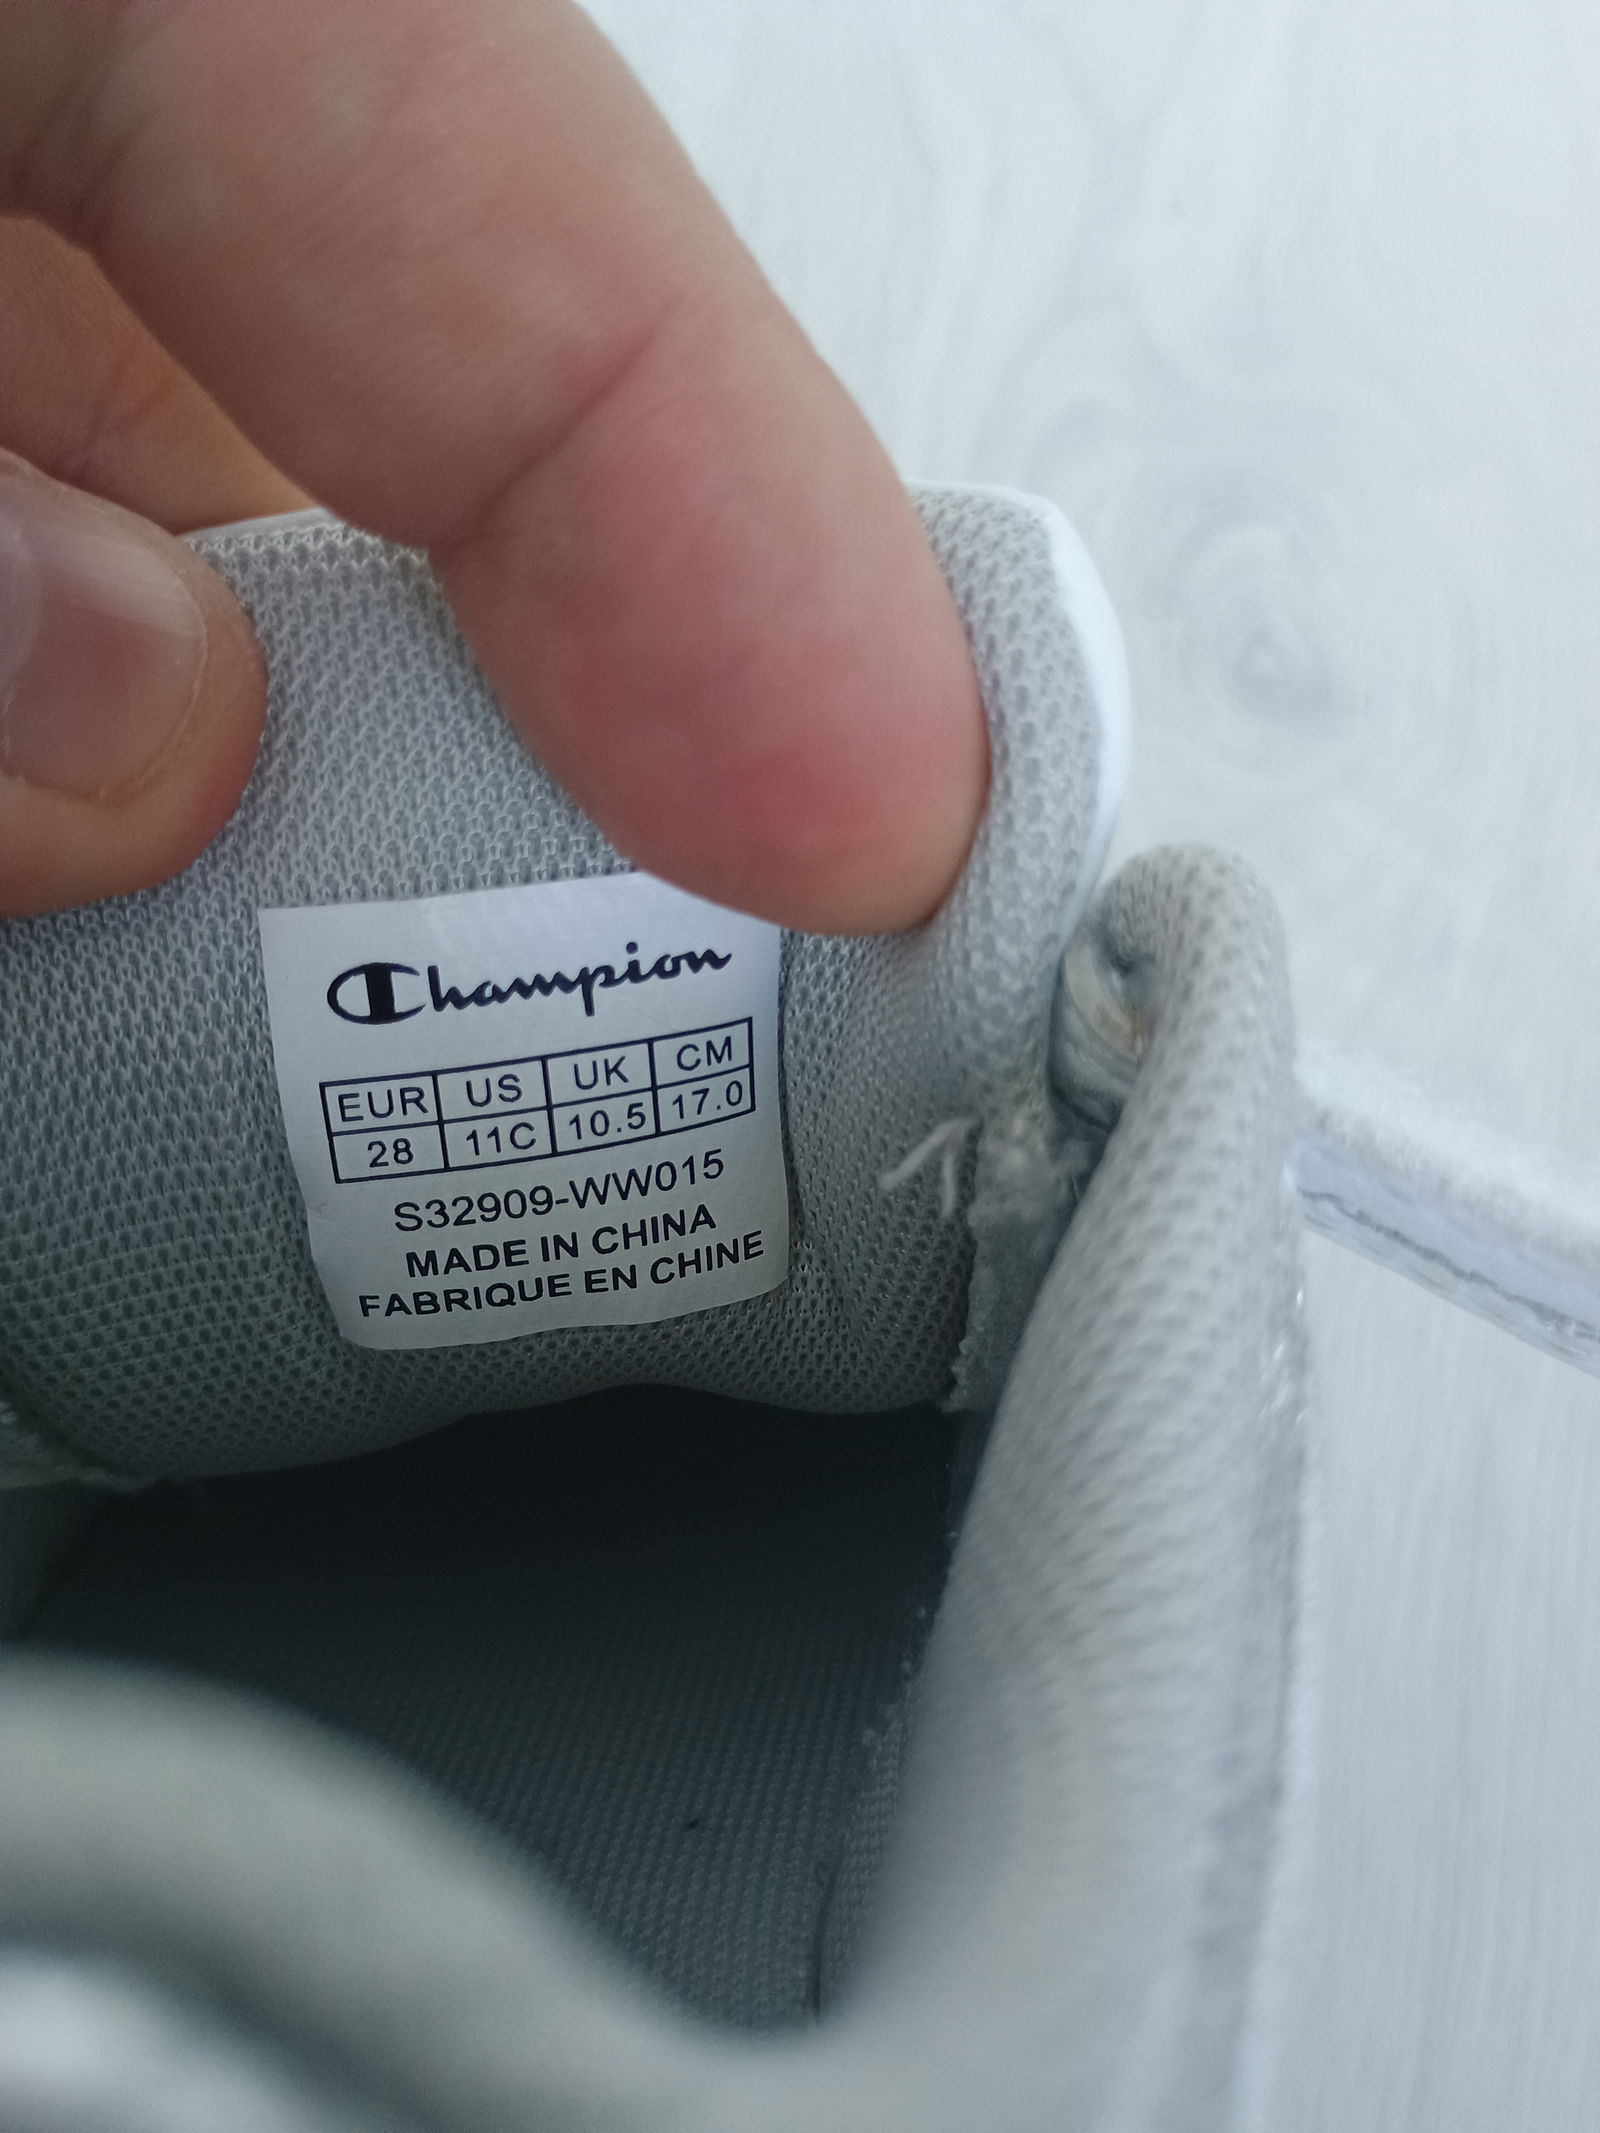 Champion
EUR US UK CM
28 11C 10.5 17.0
S32909-WW015
MADE IN CHINA
FABRIQUE EN CHINE